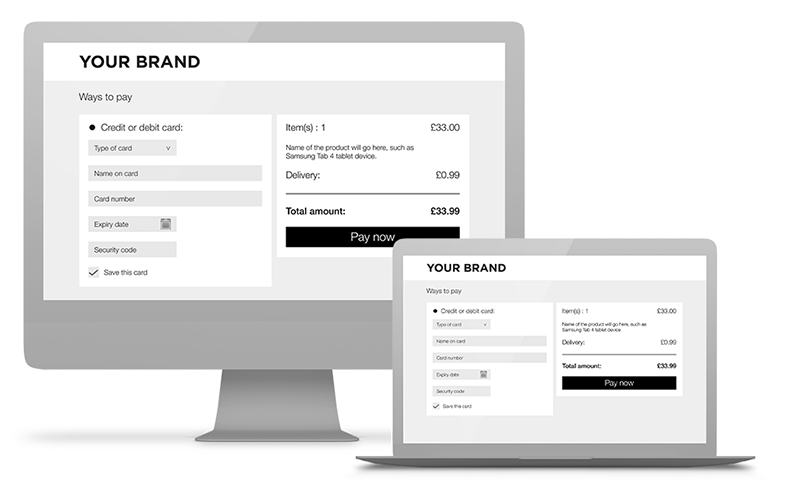 YOUR BRAND
Ways to pay
Credit or debit card:
Type of card v
Name on card
Card number
Expiry date
Security code
Save this card
Item(s) : 1 £33.00
Name of the product will go here, such as
Samsung Tab 4 tablet device.
Delivery: £0.99
Total amount: £33.99
Pay now
YOUR BRAND
Ways to pay
Credit or debit card:
Type of card v
Name on card
Card number
Expiry date
Security code
Save this card
Item(s) : 1 £33.00
Name of the product will go here, such as
Samsung Tab 4 tablet device.
Delivery: £0.99
Total amount: £33.99
Pay now